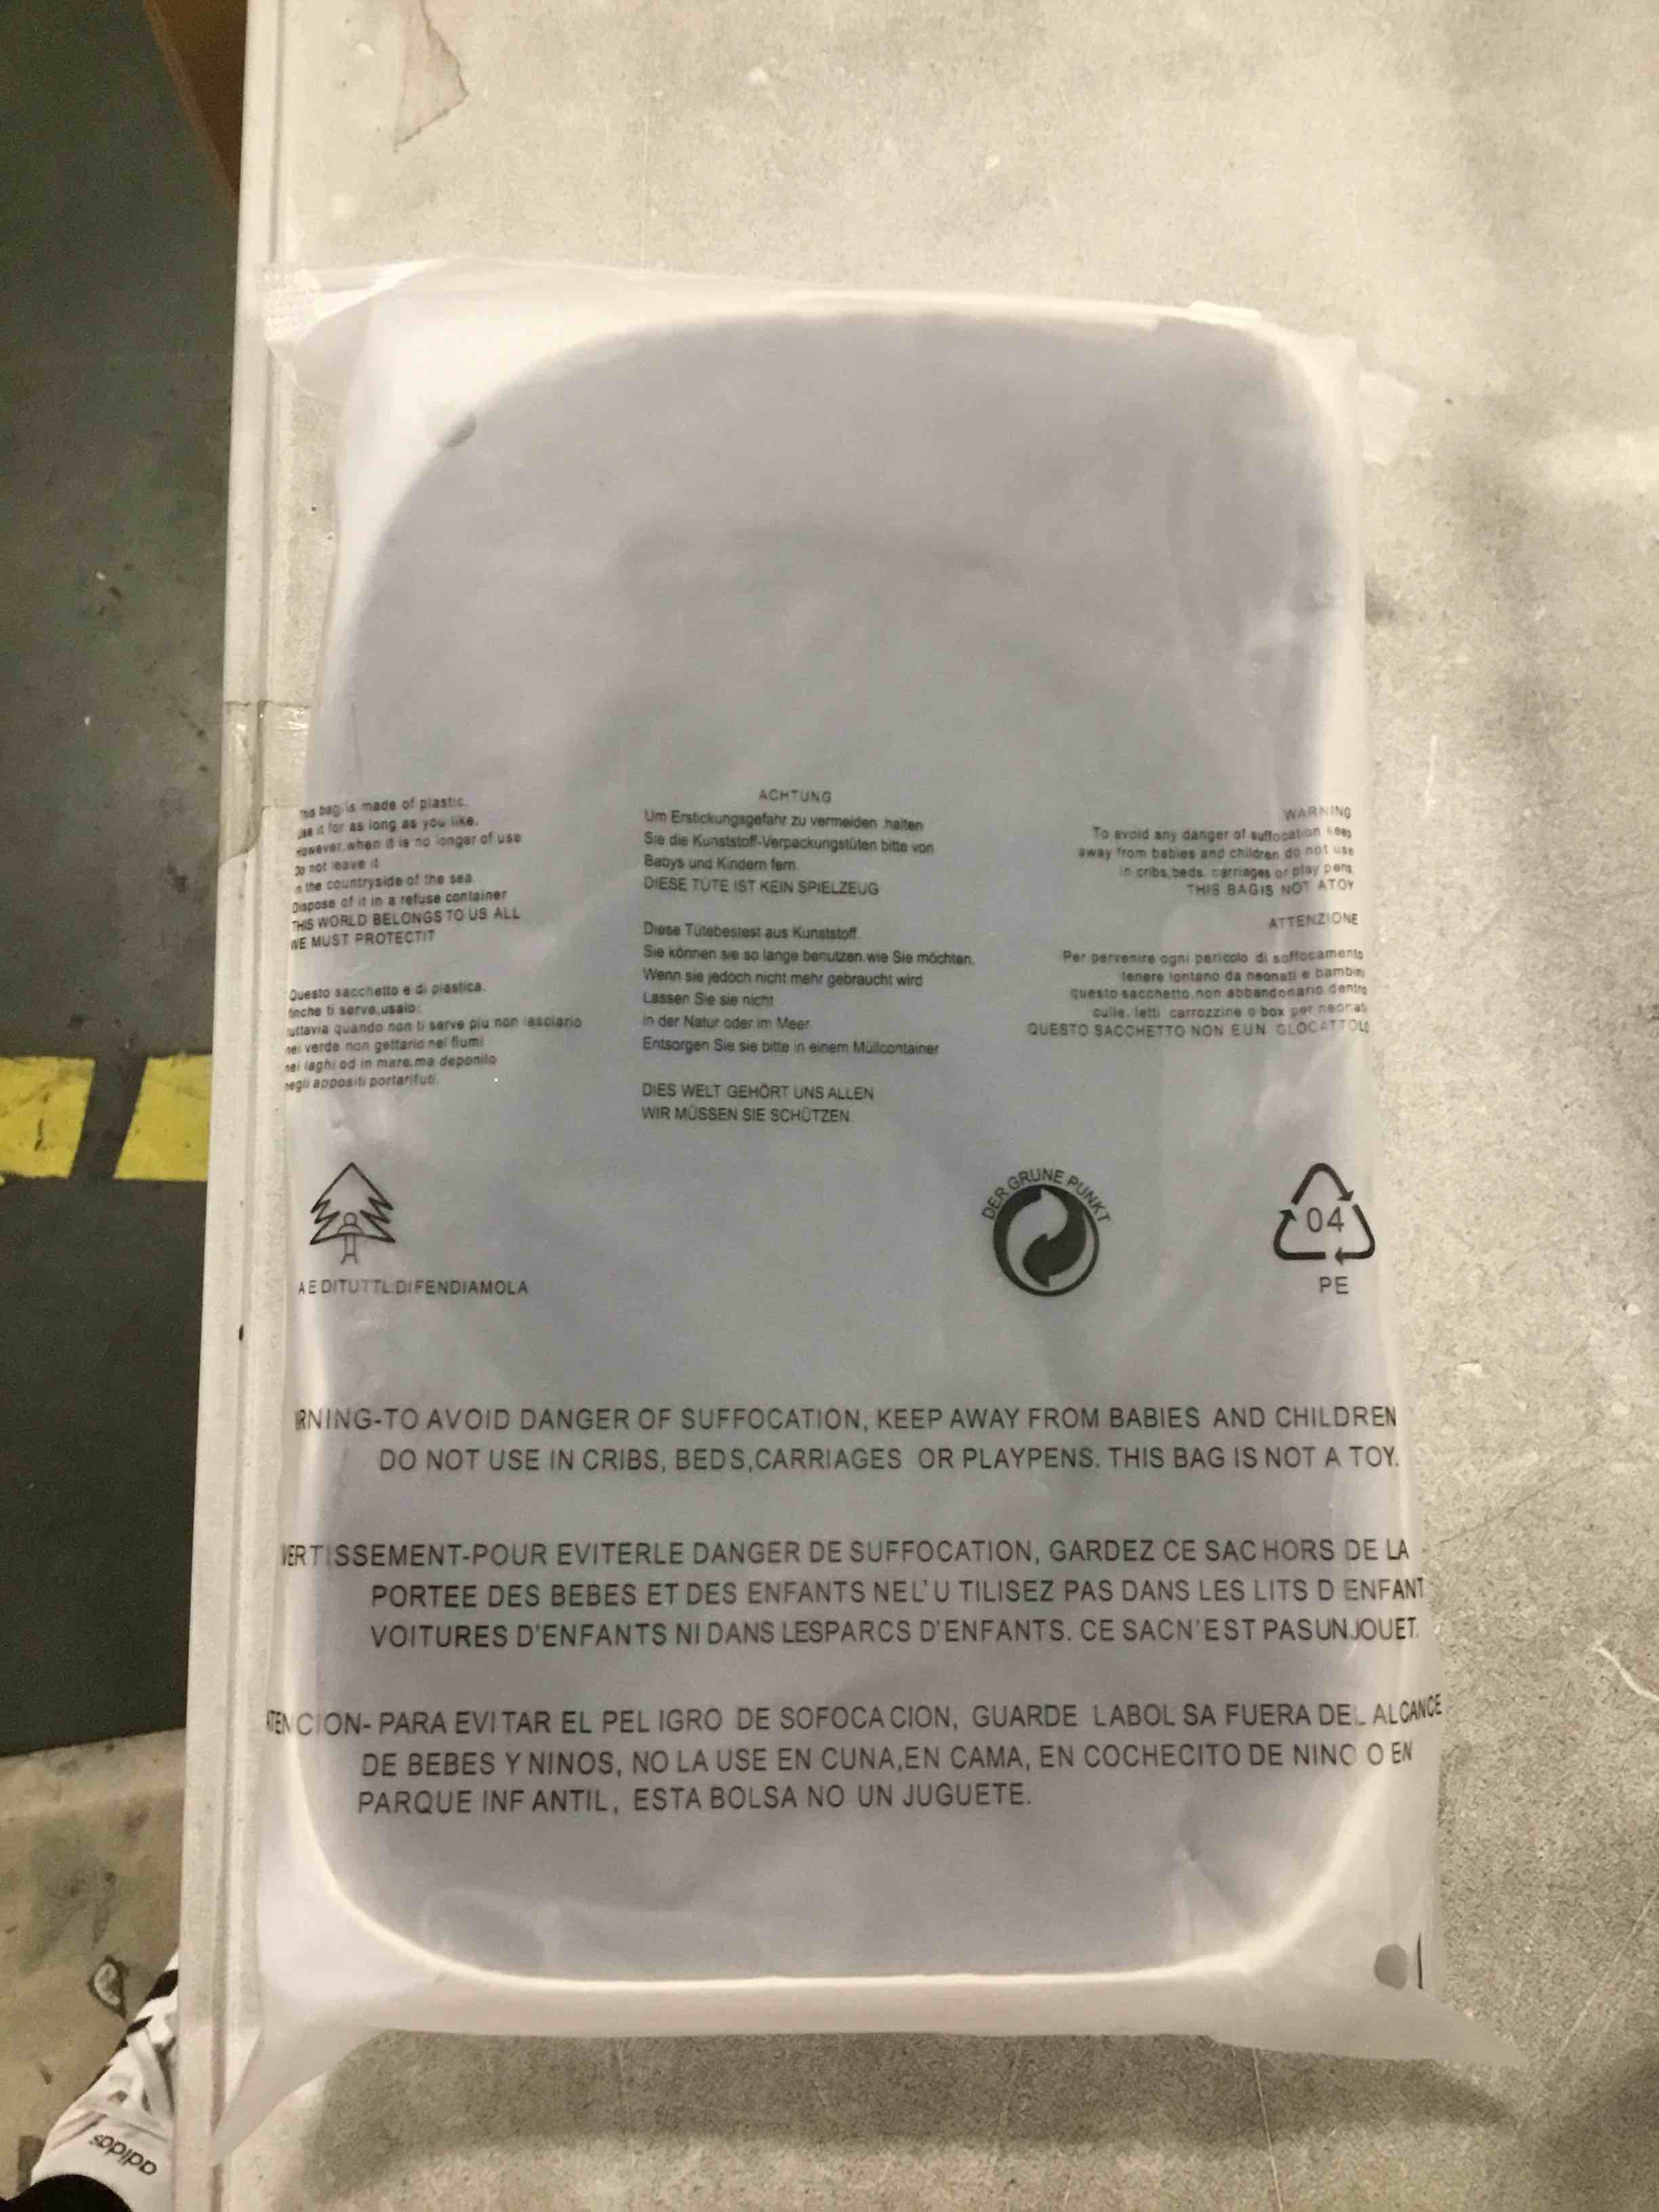 his bag is made of plastic.
use it for as long as you like.
However.when it is no longer of use
Do not leave it
n the countryside of the sea
Dispose of it in a refuse container
THIS WORLD BELONGS TO US ALL
WE MUST PROTECTIT
Questo sacchetto e di plastica.
finche ti serve,usalo:
uttavia quando non ti serve piu non lasciario
nei verde non gettario nei flumi
nei laghi od in mare.ma deponilo
negli appositi portarifuti.
A E DITUTTL.DIFENDIAMOLA
ACHTUNG
Um Erstickungsgefahr zu vermeiden .halten
Sie die Kunststoff-Verpackungstüten bitte von
Babys und Kindern fern.
DIESE TÜTE IST KEIN SPIELZEUG
Diese Tutebestest aus Kunststoff.
Sie können sie so lange benutzen.wie Sie möchten.
Wenn sie jedoch nicht mehr gebraucht wird
Lassen Sie sie nicht
in der Natur oder im Meer
Entsorgen Sie sie bitte in einem Müllcontainer
DIES WELT GEHÖRT UNS ALLEN
WIR MÜSSEN SIE SCHÜTZEN.
WARNING
To avoid any danger of suffocation keep
away from babies and children do not use
in cribs,beds. carriages or play pens
THIS BAGIS NOT ATOY
ATTENZIONE
Per pervenire ogni pericolo di soffocamento
tenere lontano da neonati e bambini
questo sacchetto.non abbandonario dentro
culle. letti carrozzine o box per neonati
QUESTO SACCHETTO NON EUN GLOCATTOLO
DER GRUNE PUNKT
04
PE
RNING-TO AVOID DANGER OF SUFFOCATION, KEEP AWAY FROM BABIES AND CHILDREN
DO NOT USE IN CRIBS, BEDS,CARRIAGES OR PLAYPENS. THIS BAG IS NOT A TOY.
VERTISSEMENT-POUR EVITERLE DANGER DE SUFFOCATION, GARDEZ CE SAC HORS DE LA
PORTEE DES BEBES ET DES ENFANTS NEL'U TILISEZ PAS DANS LES LITS D ENFANT
VOITURES D'ENFANTS NI DANS LESPARCS D'ENFANTS. CE SACN'EST PASUNJOUET.
ATENCION- PARA EVITAR EL PEL IGRO DE SOFOCACION, GUARDE LABOL SA FUERA DEL ALCANCE
DE BEBES Y NINOS, NO LA USE EN CUNA,EN CAMA, EN COCHECITO DE NINO O EN
PARQUE INF ANTIL, ESTA BOLSA NO UN JUGUETE.
adidas